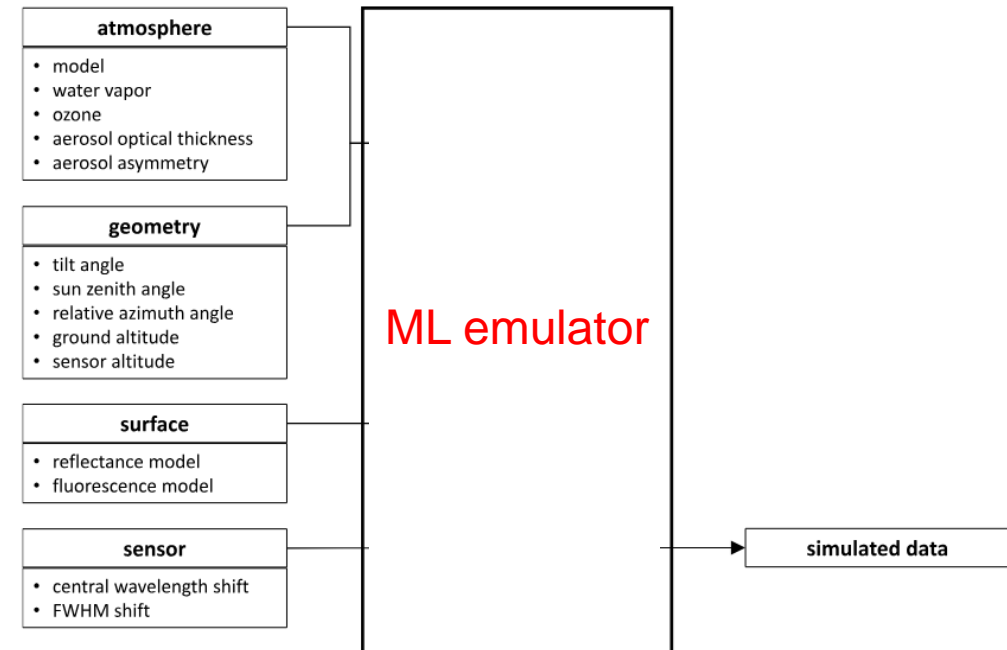 atmosphere
• model
• water vapor
• ozone
• aerosol optical thickness
• aerosol asymmetry
geometry
• tilt angle
• sun zenith angle
• relative azimuth angle
• ground altitude
• sensor altitude
surface
• reflectance model
• fluorescence model
sensor
• central wavelength shift
• FWHM shift
ML emulator
simulated data